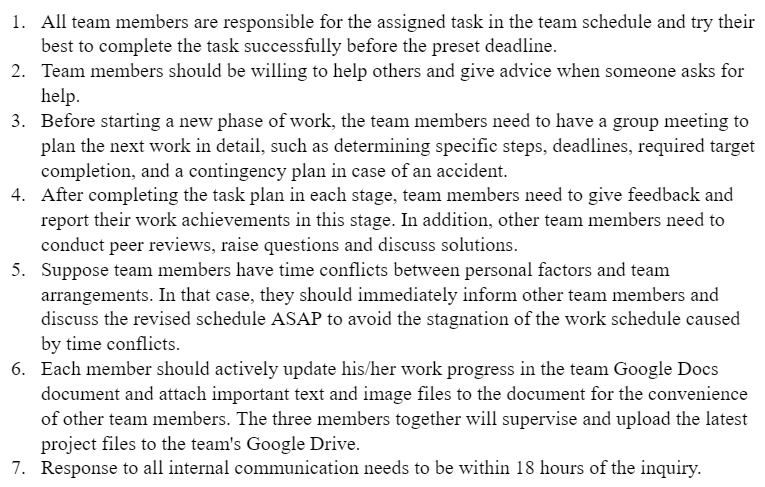 1. All team members are responsible for the assigned task in the team schedule and try their
best to complete the task successfully before the preset deadline.
2. Team members should be willing to help others and give advice when someone asks for
help.
3. Before starting a new phase of work, the team members need to have a group meeting to
plan the next work in detail, such as determining specific steps, deadlines, required target
completion, and a contingency plan in case of an accident.
4. After completing the task plan in each stage, team members need to give feedback and
report their work achievements in this stage. In addition, other team members need to
conduct peer reviews, raise questions and discuss solutions.
5. Suppose team members have time conflicts between personal factors and team
arrangements. In that case, they should immediately inform other team members and
discuss the revised schedule ASAP to avoid the stagnation of the work schedule caused
by time conflicts.
6. Each member should actively update his/her work progress in the team Google Docs
document and attach important text and image files to the document for the convenience
of other team members. The three members together will supervise and upload the latest
project files to the team's Google Drive.
7. Response to all internal communication needs to be within 18 hours of the inquiry.